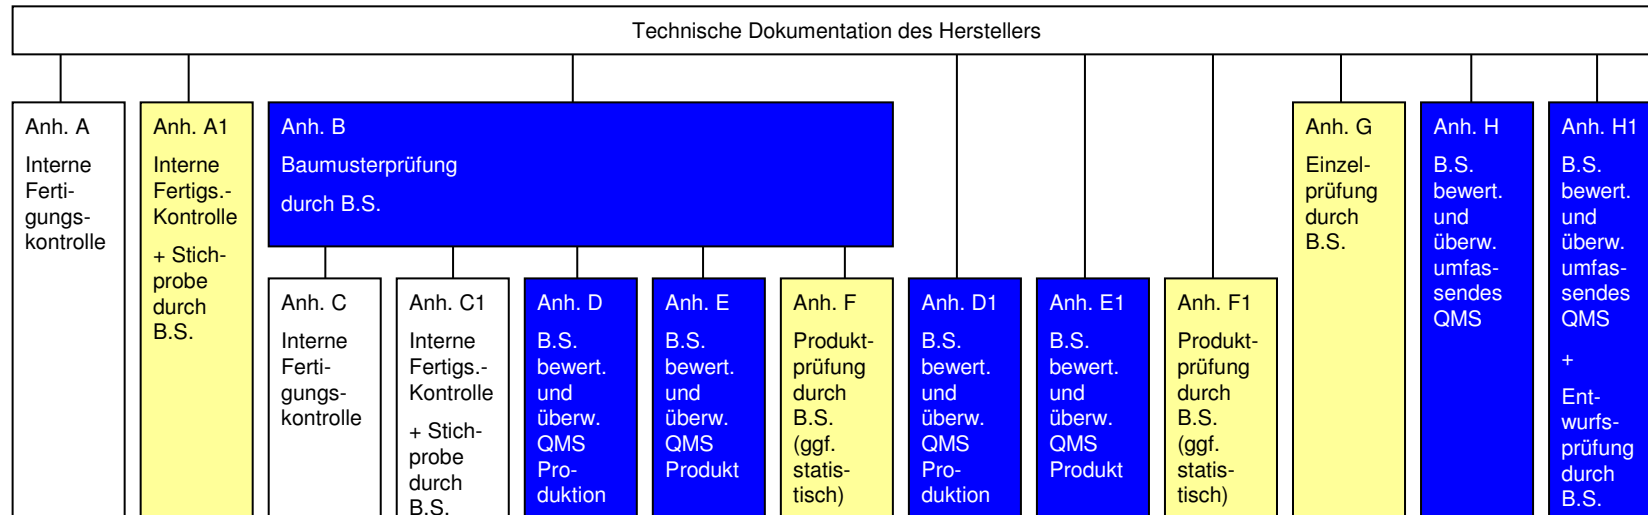 Technische Dokumentation des Herstellers
Anh. A
Interne
Ferti-
gungs-
kontrolle
Anh. A1
Interne
Fertigs.-
Kontrolle
+ Stich-
probe
durch
B.S.
Anh. B
Baumusterprüfung
durch B.S.
Anh. C
Interne
Ferti-
gungs-
kontrolle
Anh. C1
Interne
Fertigs.-
Kontrolle
+ Stich-
probe
durch
B.S.
Anh. D
B.S.
bewert.
und
überw.
QMS
Pro-
duktion
Anh. E
B.S.
bewert.
und
überw.
QMS
Produkt
Anh. F
Produkt-
prüfung
durch
B.S.
(ggf.
statis-
tisch)
Anh. D1
B.S.
bewert.
und
überw.
QMS
Pro-
duktion
Anh. E1
B.S.
bewert.
und
überw.
QMS
Produkt
Anh. F1
Produkt-
prüfung
durch
B.S.
(ggf.
statis-
tisch)
Anh. G
Einzel-
prüfung
durch
B.S.
Anh. H
B.S.
bewert.
und
überw.
umfas-
sendes
QMS
Anh. H1
B.S.
bewert.
und
überw.
umfas-
sendes
QMS
+
Ent-
wurfs-
prüfung
durch
B.S.